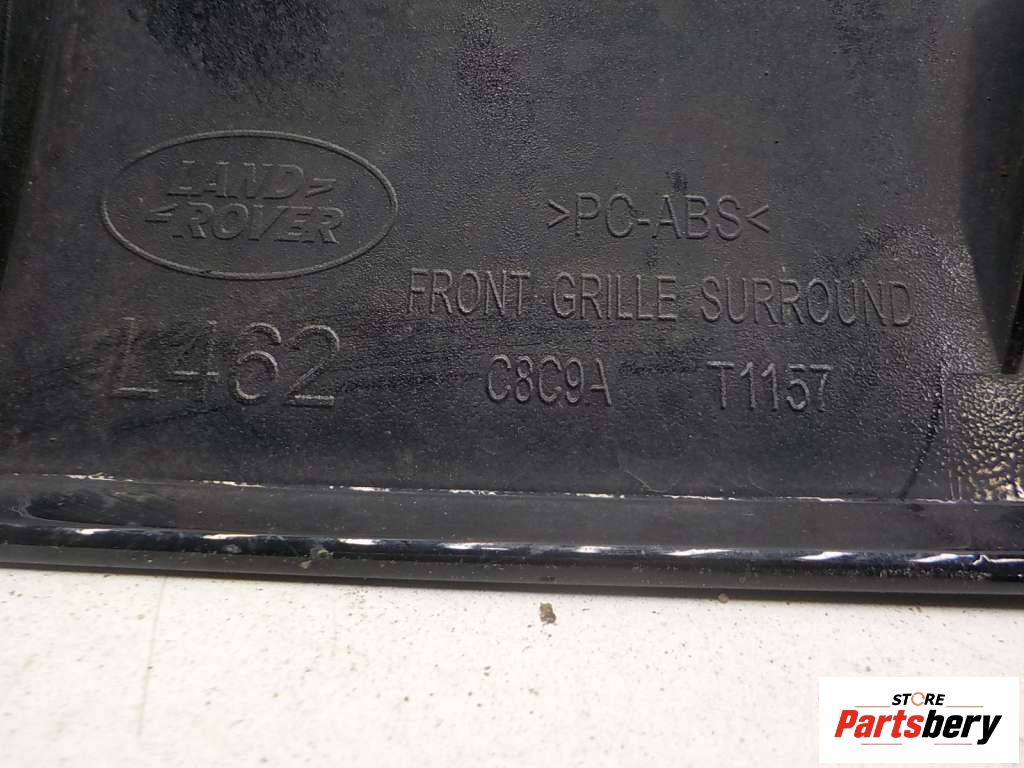 LAND
ROVER
>PC-ABS<
FRONT GRILLE SURROUND
L462
C8C9A T1157
STORE
Partsbery